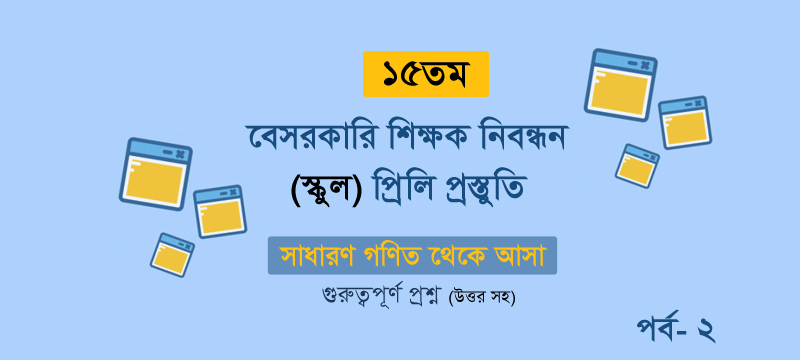 ১৫তম
বেসরকারি শিক্ষক নিবন্ধন
(স্কুল) প্রিলি প্রস্তুতি
সাধারণ গণিত থেকে আসা
গুরুত্বপূর্ণ প্রশ্ন (উত্তর সহ)
পর্ব- ২